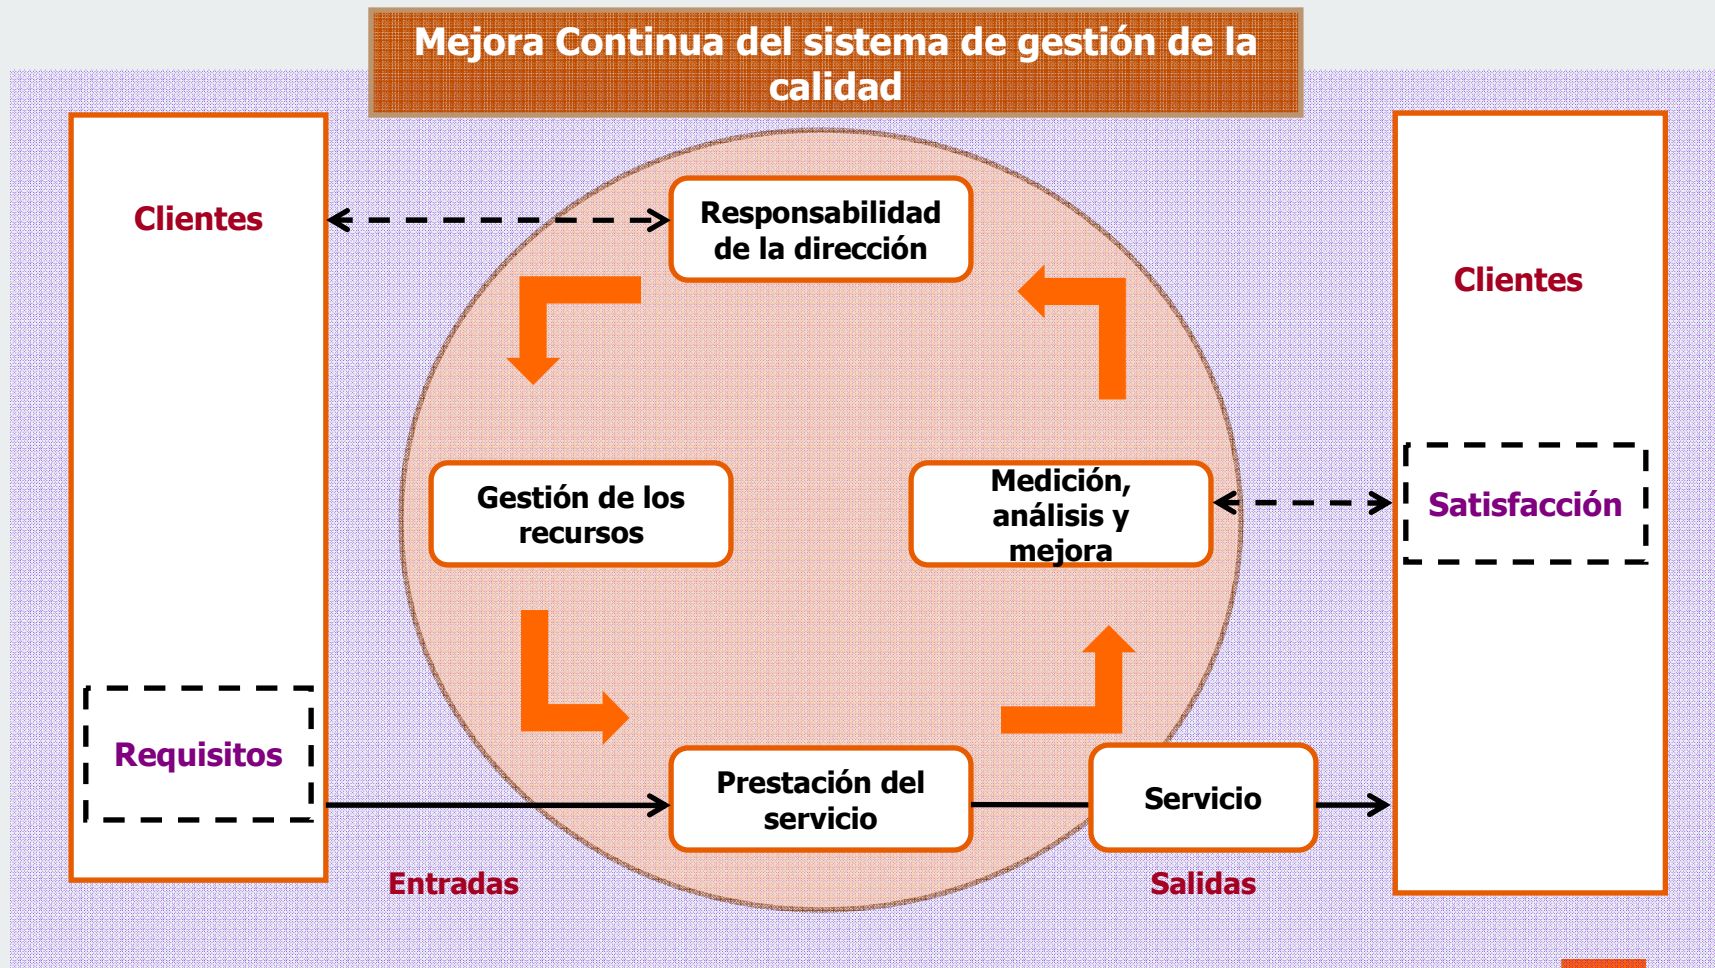 Mejora Continua del sistema de gestión de la
calidad
Clientes
Responsabilidad
de la dirección
Clientes
Gestión de los
recursos
Medición,
análisis y
mejora
Satisfacción
Requisitos
Prestación del
servicio
Servicio
Entradas
Salidas